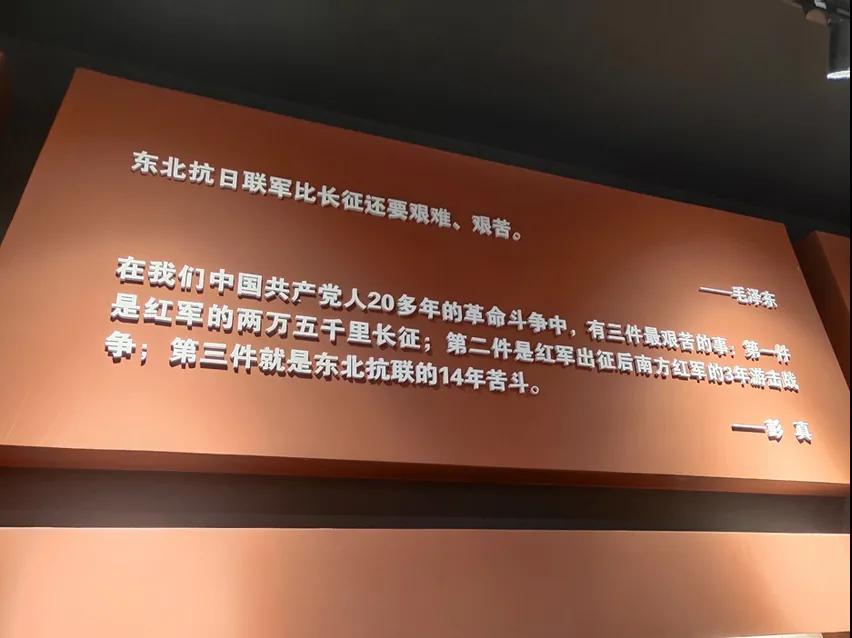 东北抗日联军比长征还要艰难、艰苦。
——毛泽东
在我们中国共产党人20多年的革命斗争中，有三件最艰苦的事：第一件
是红军的两万五千里长征；第二件是红军出征后南方红军的3年游击战
争；第三件就是东北抗联的14年苦斗。
——彭 真